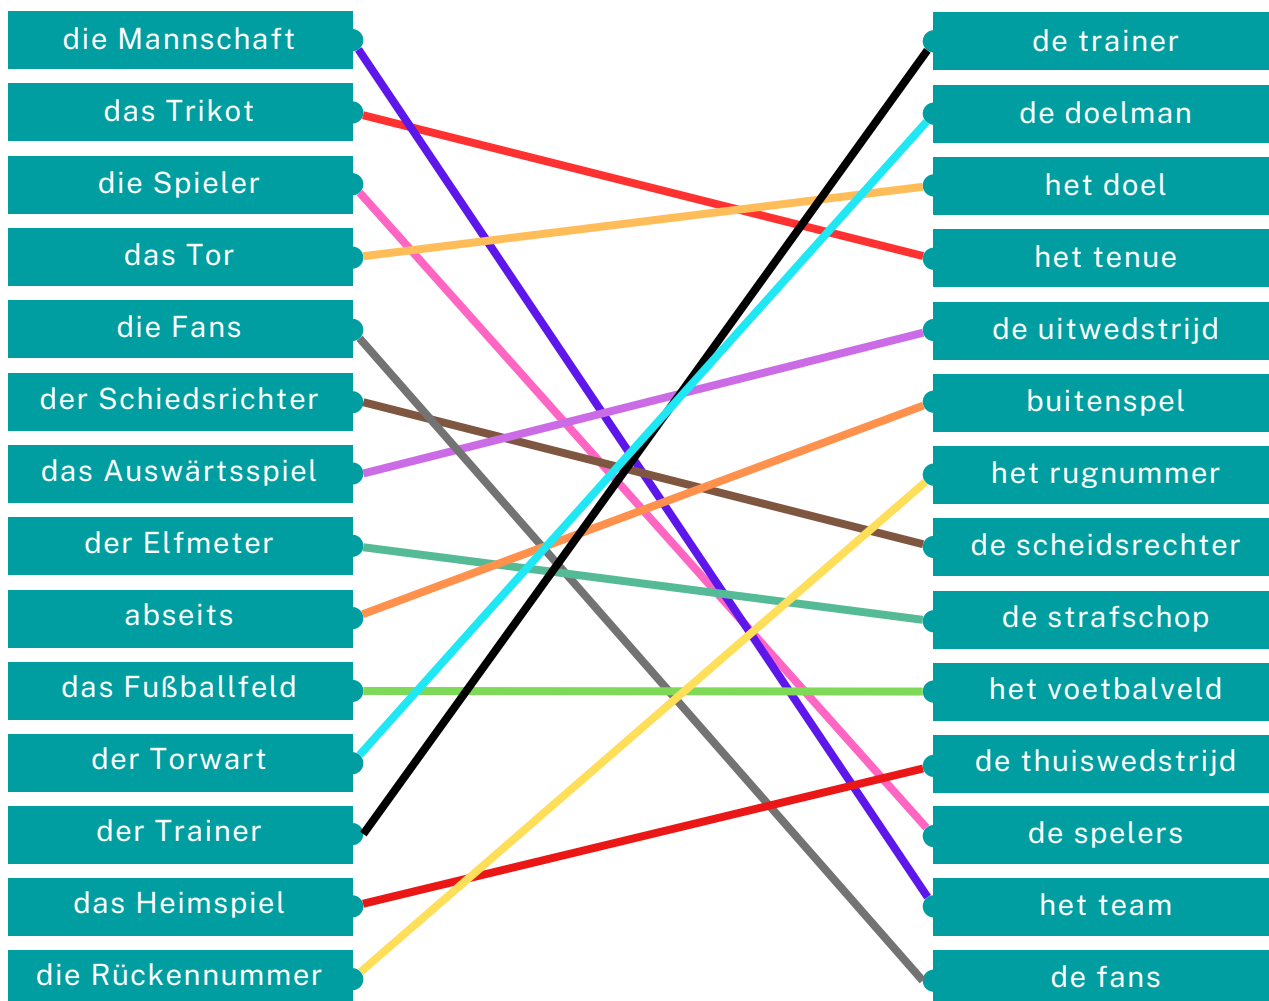 die Mannschaft
das Trikot
die Spieler
das Tor
die Fans
der Schiedsrichter
das Auswärtsspiel
der Elfmeter
abseits
das Fußballfeld
der Torwart
der Trainer
das Heimspiel
die Rückennummer
de trainer
de doelman
het doel
het tenue
de uitwedstrijd
buitenspel
het rugnummer
de scheidsrechter
de strafschop
het voetbalveld
de thuiswedstrijd
de spelers
het team
de fans